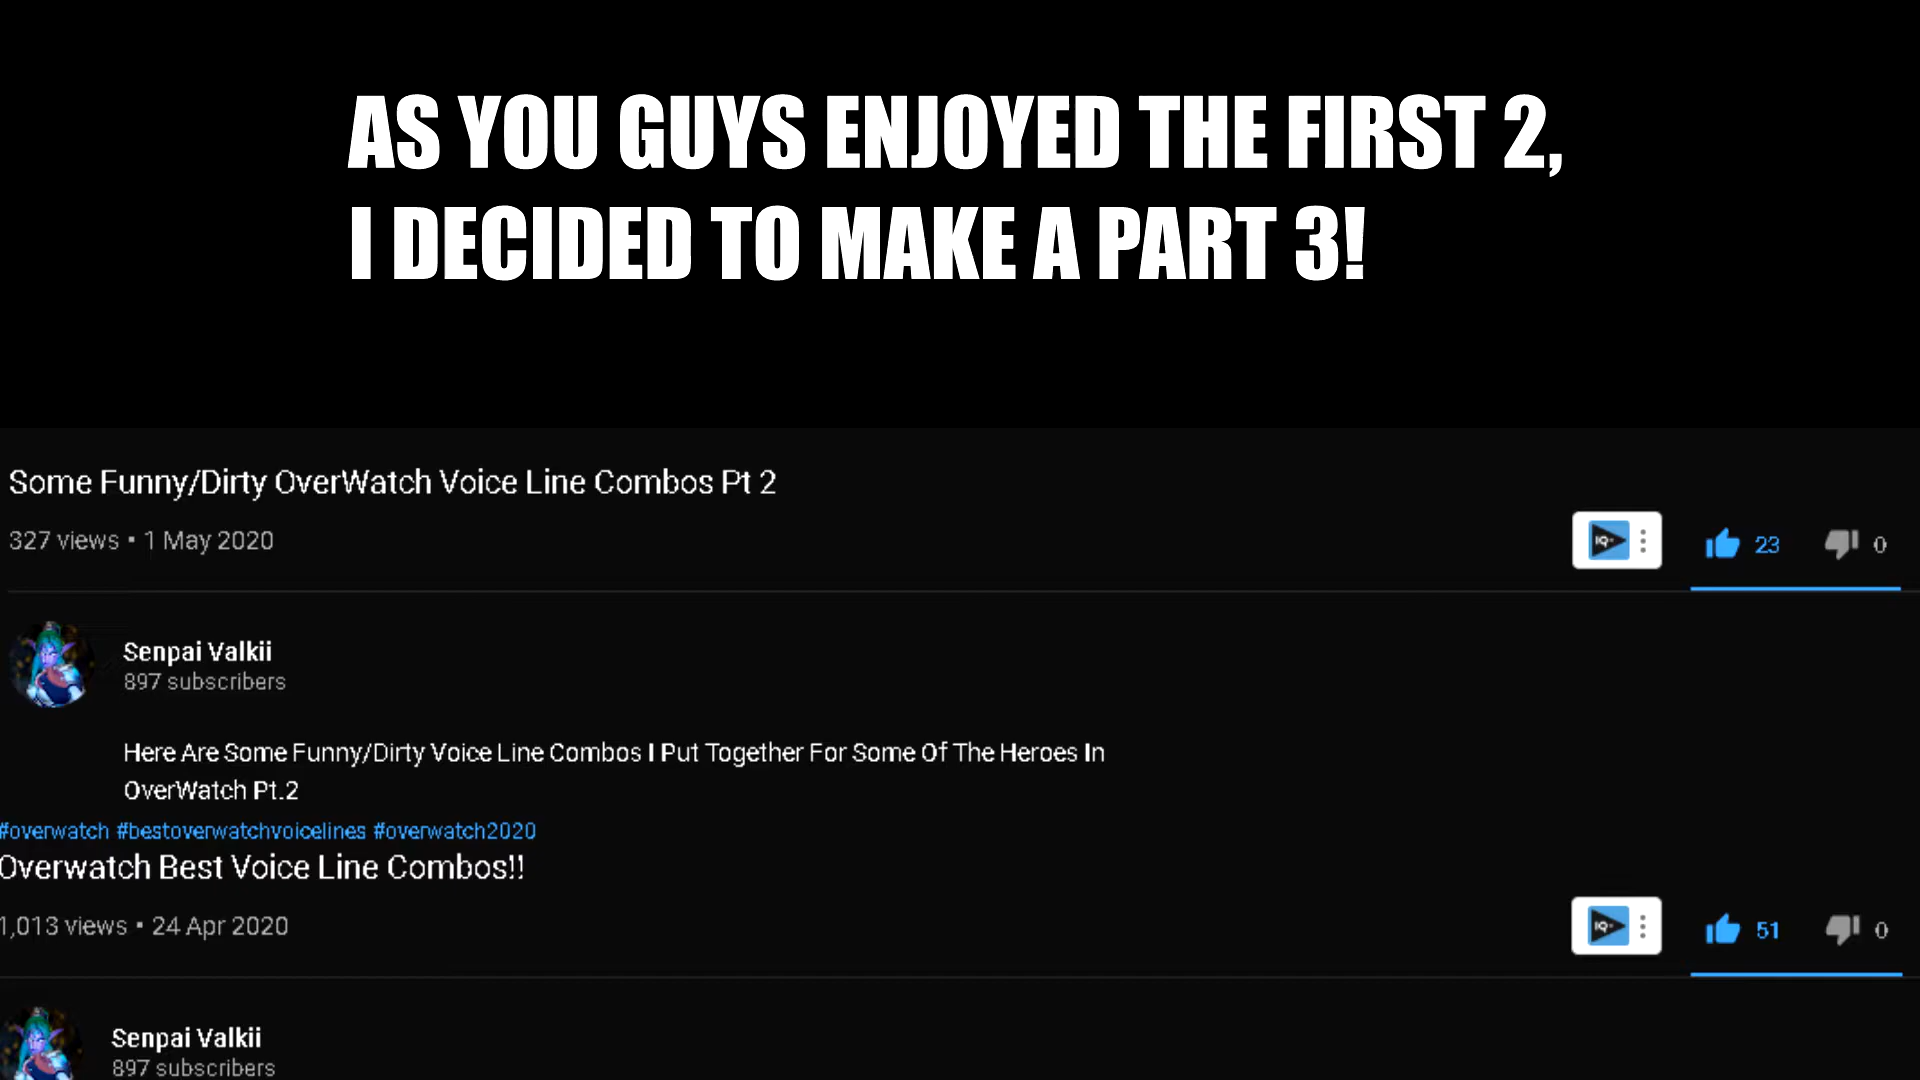 AS YOU GUYS ENJOYED THE FIRST 2,
I DECIDED TO MAKE A PART 3!
Some Funny/Dirty OverWatch Voice Line Combos Pt 2
327 views • 1 May 2020
IQ
23
0
Senpai Valkii
897 subscribers
Here Are Some Funny/Dirty Voice Line Combos I Put Together For Some Of The Heroes In
OverWatch Pt.2
#overwatch #bestoverwatchvoicelines #overwatch2020
Overwatch Best Voice Line Combos!!
1,013 views • 24 Apr 2020
IQ
51
0
Senpai Valkii
897 subscribers